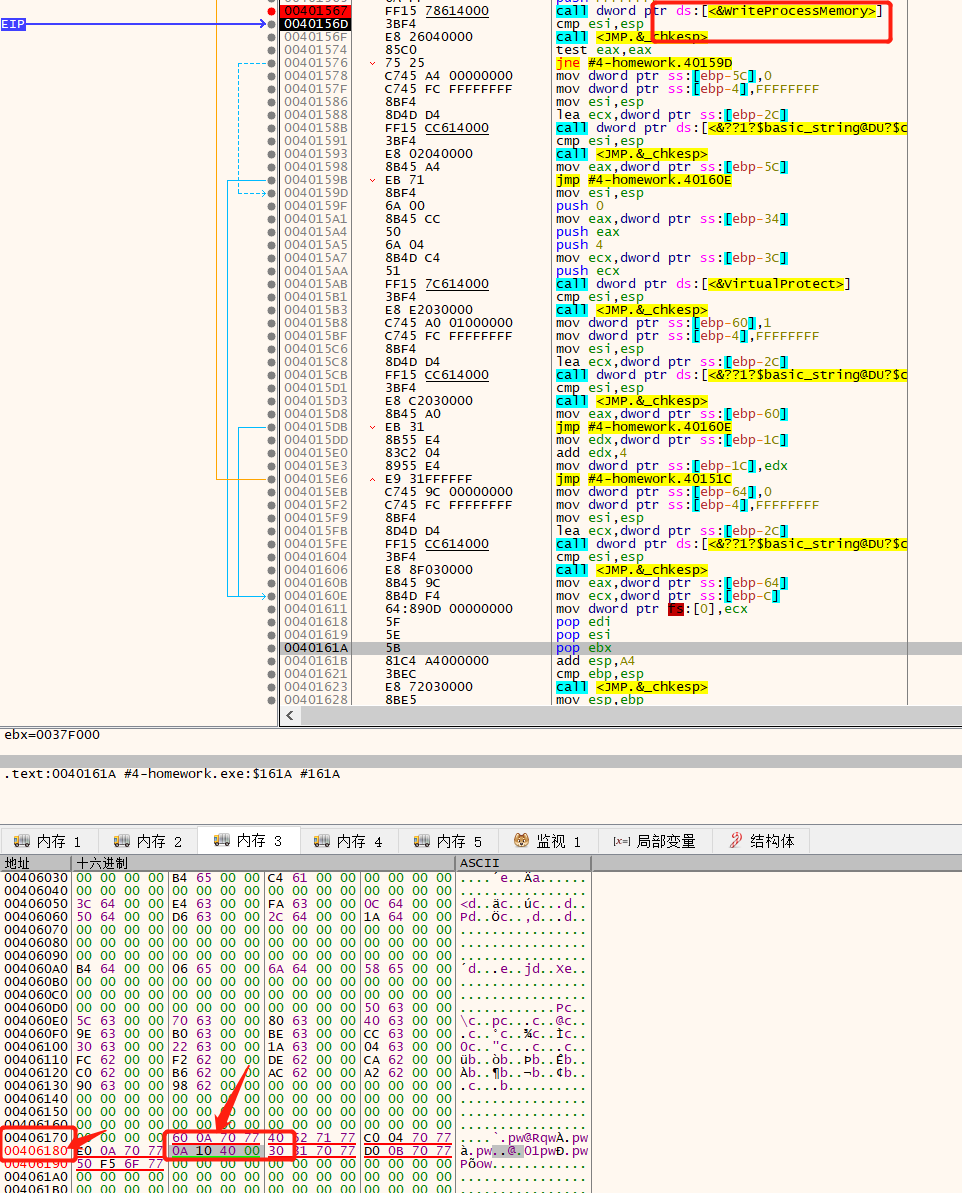 00401567 FF15 78614000 call dword ptr ds:[<&WriteProcessMemory>]
EIP 0040156D 3BF4 cmp esi,esp
0040156F E8 26040000 call <JMP.&_chkesp>
00401574 85C0 test eax,eax
00401576 75 25 jne #4-homework.40159D
00401578 C745 A4 00000000 mov dword ptr ss:[ebp-5C],0
0040157F C745 FC FFFFFFFF mov dword ptr ss:[ebp-4],FFFFFFFF
00401586 8BF4 mov esi,esp
00401588 8D4D D4 lea ecx,dword ptr ss:[ebp-2C]
0040158B FF15 CC614000 call dword ptr ds:[<&??1?$basic_string@DU?$c
00401591 3BF4 cmp esi,esp
00401593 E8 02040000 call <JMP.&_chkesp>
00401598 8B45 A4 mov eax,dword ptr ss:[ebp-5C]
0040159B EB 71 jmp #4-homework.40160E
0040159D 8BF4 mov esi,esp
0040159F 6A 00 push 0
004015A1 8B45 CC mov eax,dword ptr ss:[ebp-34]
004015A4 50 push eax
004015A5 6A 04 push 4
004015A7 8B4D C4 mov ecx,dword ptr ss:[ebp-3C]
004015AA 51 push ecx
004015AB FF15 7C614000 call dword ptr ds:[<&VirtualProtect>]
004015B1 3BF4 cmp esi,esp
004015B3 E8 E2030000 call <JMP.&_chkesp>
004015B8 C745 A0 01000000 mov dword ptr ss:[ebp-60],1
004015BF C745 FC FFFFFFFF mov dword ptr ss:[ebp-4],FFFFFFFF
004015C6 8BF4 mov esi,esp
004015C8 8D4D D4 lea ecx,dword ptr ss:[ebp-2C]
004015CB FF15 CC614000 call dword ptr ds:[<&??1?$basic_string@DU?$c
004015D1 3BF4 cmp esi,esp
004015D3 E8 C2030000 call <JMP.&_chkesp>
004015D8 8B45 A0 mov eax,dword ptr ss:[ebp-60]
004015DB EB 31 jmp #4-homework.40160E
004015DD 8B55 E4 mov edx,dword ptr ss:[ebp-1C]
004015E0 83C2 04 add edx,4
004015E3 8955 E4 mov dword ptr ss:[ebp-1C],edx
004015E6 E9 31FFFFFF jmp #4-homework.40151C
004015EB C745 9C 00000000 mov dword ptr ss:[ebp-64],0
004015F2 C745 FC FFFFFFFF mov dword ptr ss:[ebp-4],FFFFFFFF
004015F9 8BF4 mov esi,esp
004015FB 8D4D D4 lea ecx,dword ptr ss:[ebp-2C]
004015FE FF15 CC614000 call dword ptr ds:[<&??1?$basic_string@DU?$c
00401604 3BF4 cmp esi,esp
00401606 E8 8F030000 call <JMP.&_chkesp>
0040160B 8B45 9C mov eax,dword ptr ss:[ebp-64]
0040160E 8B4D F4 mov ecx,dword ptr ss:[ebp-C]
00401611 64:890D 00000000 mov dword ptr fs:[0],ecx
00401618 5F pop edi
00401619 5E pop esi
0040161A 5B pop ebx
0040161B 81C4 A4000000 add esp,A4
00401621 3BEC cmp ebp,esp
00401623 E8 72030000 call <JMP.&_chkesp>
00401628 8BE5 mov esp,ebp
ebx=0037F000
.text:0040161A #4-homework.exe:$161A #161A
内存 1 内存 2 内存 3 内存 4 内存 5 监视 1 [x=] 局部变量 结构体
地址 十六进制 ASCII
00406030 00 00 00 00 B4 65 00 00 C4 61 00 00 00 00 00 00 ....´e..Äa......
00406040 00 00 00 00 00 00 00 00 00 00 00 00 00 00 00 00 ................
00406050 3C 64 00 00 E4 63 00 00 FA 63 00 00 0C 64 00 00 <d..äc..úc...d..
00406060 50 64 00 00 D6 63 00 00 2C 64 00 00 1A 64 00 00 Pd..Öc..,d...d..
00406070 00 00 00 00 00 00 00 00 00 00 00 00 00 00 00 00 ................
00406080 00 00 00 00 00 00 00 00 00 00 00 00 00 00 00 00 ................
00406090 00 00 00 00 00 00 00 00 00 00 00 00 00 00 00 00 ................
004060A0 B4 64 00 00 06 65 00 00 6A 64 00 00 58 65 00 00 ´d...e..jd..Xe..
004060B0 00 00 00 00 00 00 00 00 00 00 00 00 00 00 00 00 ................
004060C0 00 00 00 00 00 00 00 00 00 00 00 00 00 00 00 00 ................
004060D0 00 00 00 00 00 00 00 00 00 00 00 00 50 63 00 00 ............Pc..
004060E0 5C 63 00 00 70 63 00 00 80 63 00 00 40 63 00 00 \c..pc...c..@c..
004060F0 9E 63 00 00 B0 63 00 00 BE 63 00 00 CC 63 00 00 .c..°c..¾c..Ìc..
00406100 30 63 00 00 22 63 00 00 1A 63 00 00 04 63 00 00 0c.."c...c...c..
00406110 FC 62 00 00 F2 62 00 00 DE 62 00 00 CA 62 00 00 üb..òb..Þb..Êb..
00406120 C0 62 00 00 B6 62 00 00 AC 62 00 00 A2 62 00 00 Àb..¶b..¬b..¢b..
00406130 90 63 00 00 98 62 00 00 00 00 00 00 00 00 00 00 .c...b..........
00406140 00 00 00 00 00 00 00 00 00 00 00 00 00 00 00 00 ................
00406150 00 00 00 00 00 00 00 00 00 00 00 00 00 00 00 00 ................
00406160 00 00 00 00 00 00 00 00 00 00 00 00 00 00 00 00 ................
00406170 00 00 00 00 60 0A 70 77 40 52 71 77 C0 04 70 77 ....`.pw@RqwÀ.pw
00406180 E0 0A 70 77 0A 10 40 00 30 31 70 77 D0 0B 70 77 à.pw..@.01pwÐ.pw
00406190 50 F5 6F 77 00 00 00 00 00 00 00 00 00 00 00 00 Põow............
004061A0 00 00 00 00 00 00 00 00 00 00 00 00 00 00 00 00 ................
004061B0 00 00 00 00 00 00 00 00 00 00 00 00 00 00 00 00 ................